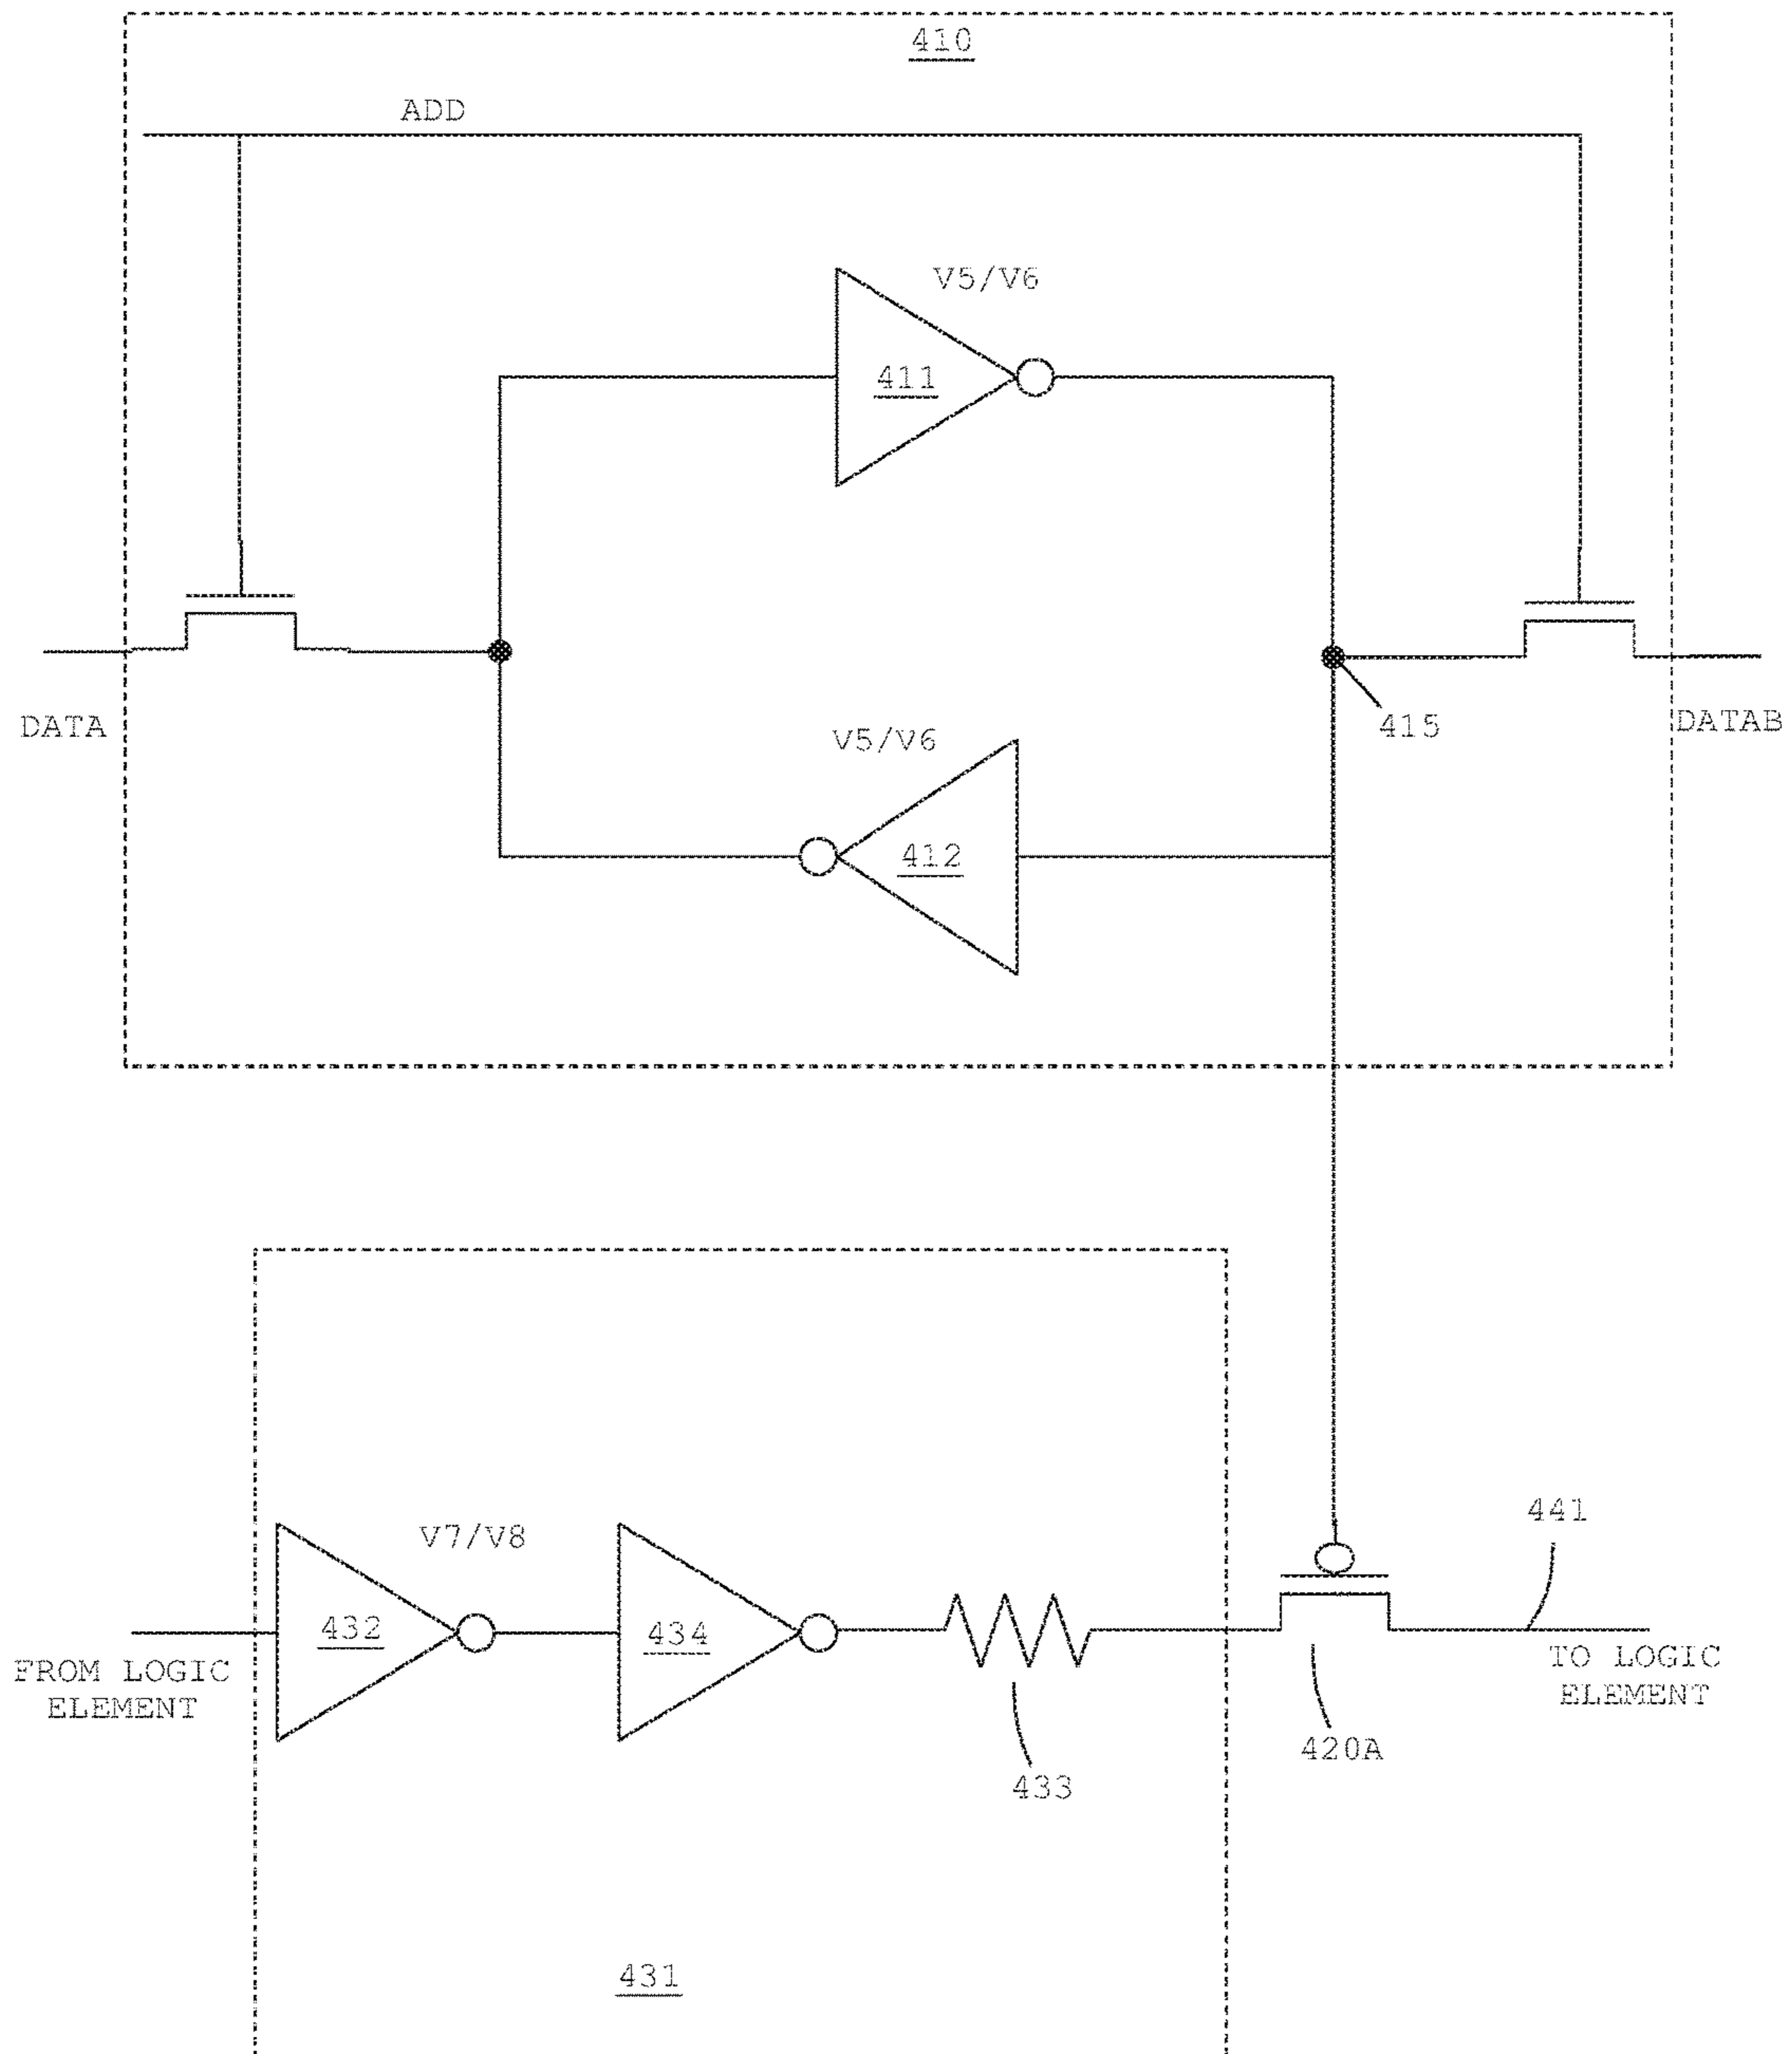 410
ADD
V5/V6
411
415
DATA
DATAB
V5/V6
412
441
V7/V8
432
434
FROM LOGIC
ELEMENT
TO LOGIC
ELEMENT
420A
433
431